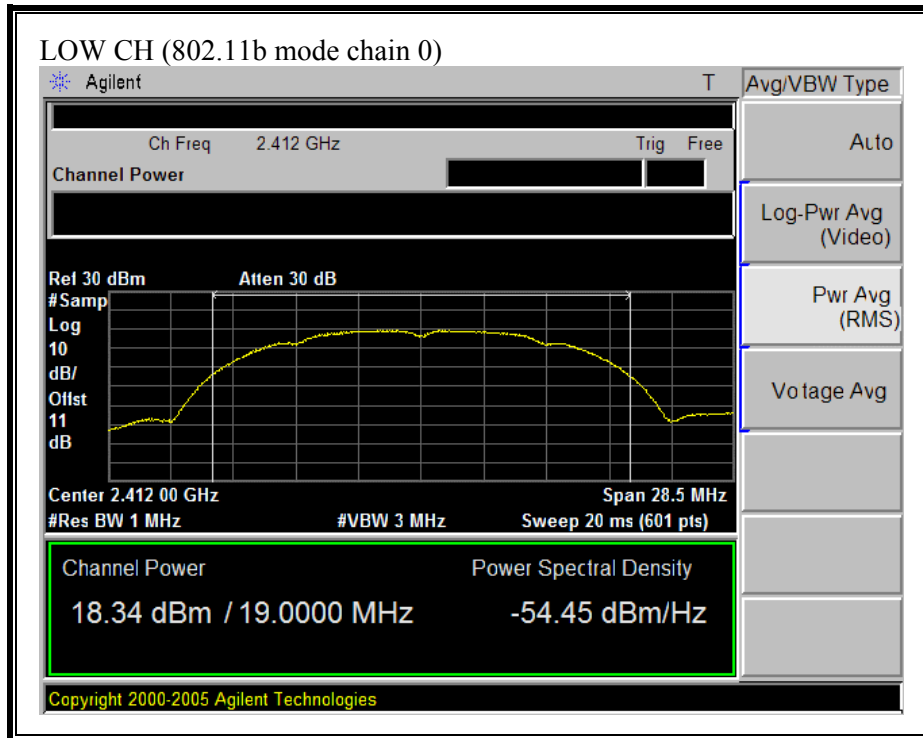 LOW CH (802.11b mode chain 0)
Agilent T Avg/VBW Type
Ch Freq 2.412 GHz Trig Free
Channel Power
Auto
Log-Pwr Avg
(Video)
Pwr Avg
(RMS)
Votage Avg
Ref 30 dBm Atten 30 dB
#Samp
Log
10
dB/
Offst
11
dB
Center 2.412 00 GHz Span 28.5 MHz
#Res BW 1 MHz #VBW 3 MHz Sweep 20 ms (601 pts)
Channel Power Power Spectral Density
18.34 dBm / 19.0000 MHz -54.45 dBm/Hz
Copyright 2000-2005 Agilent Technologies